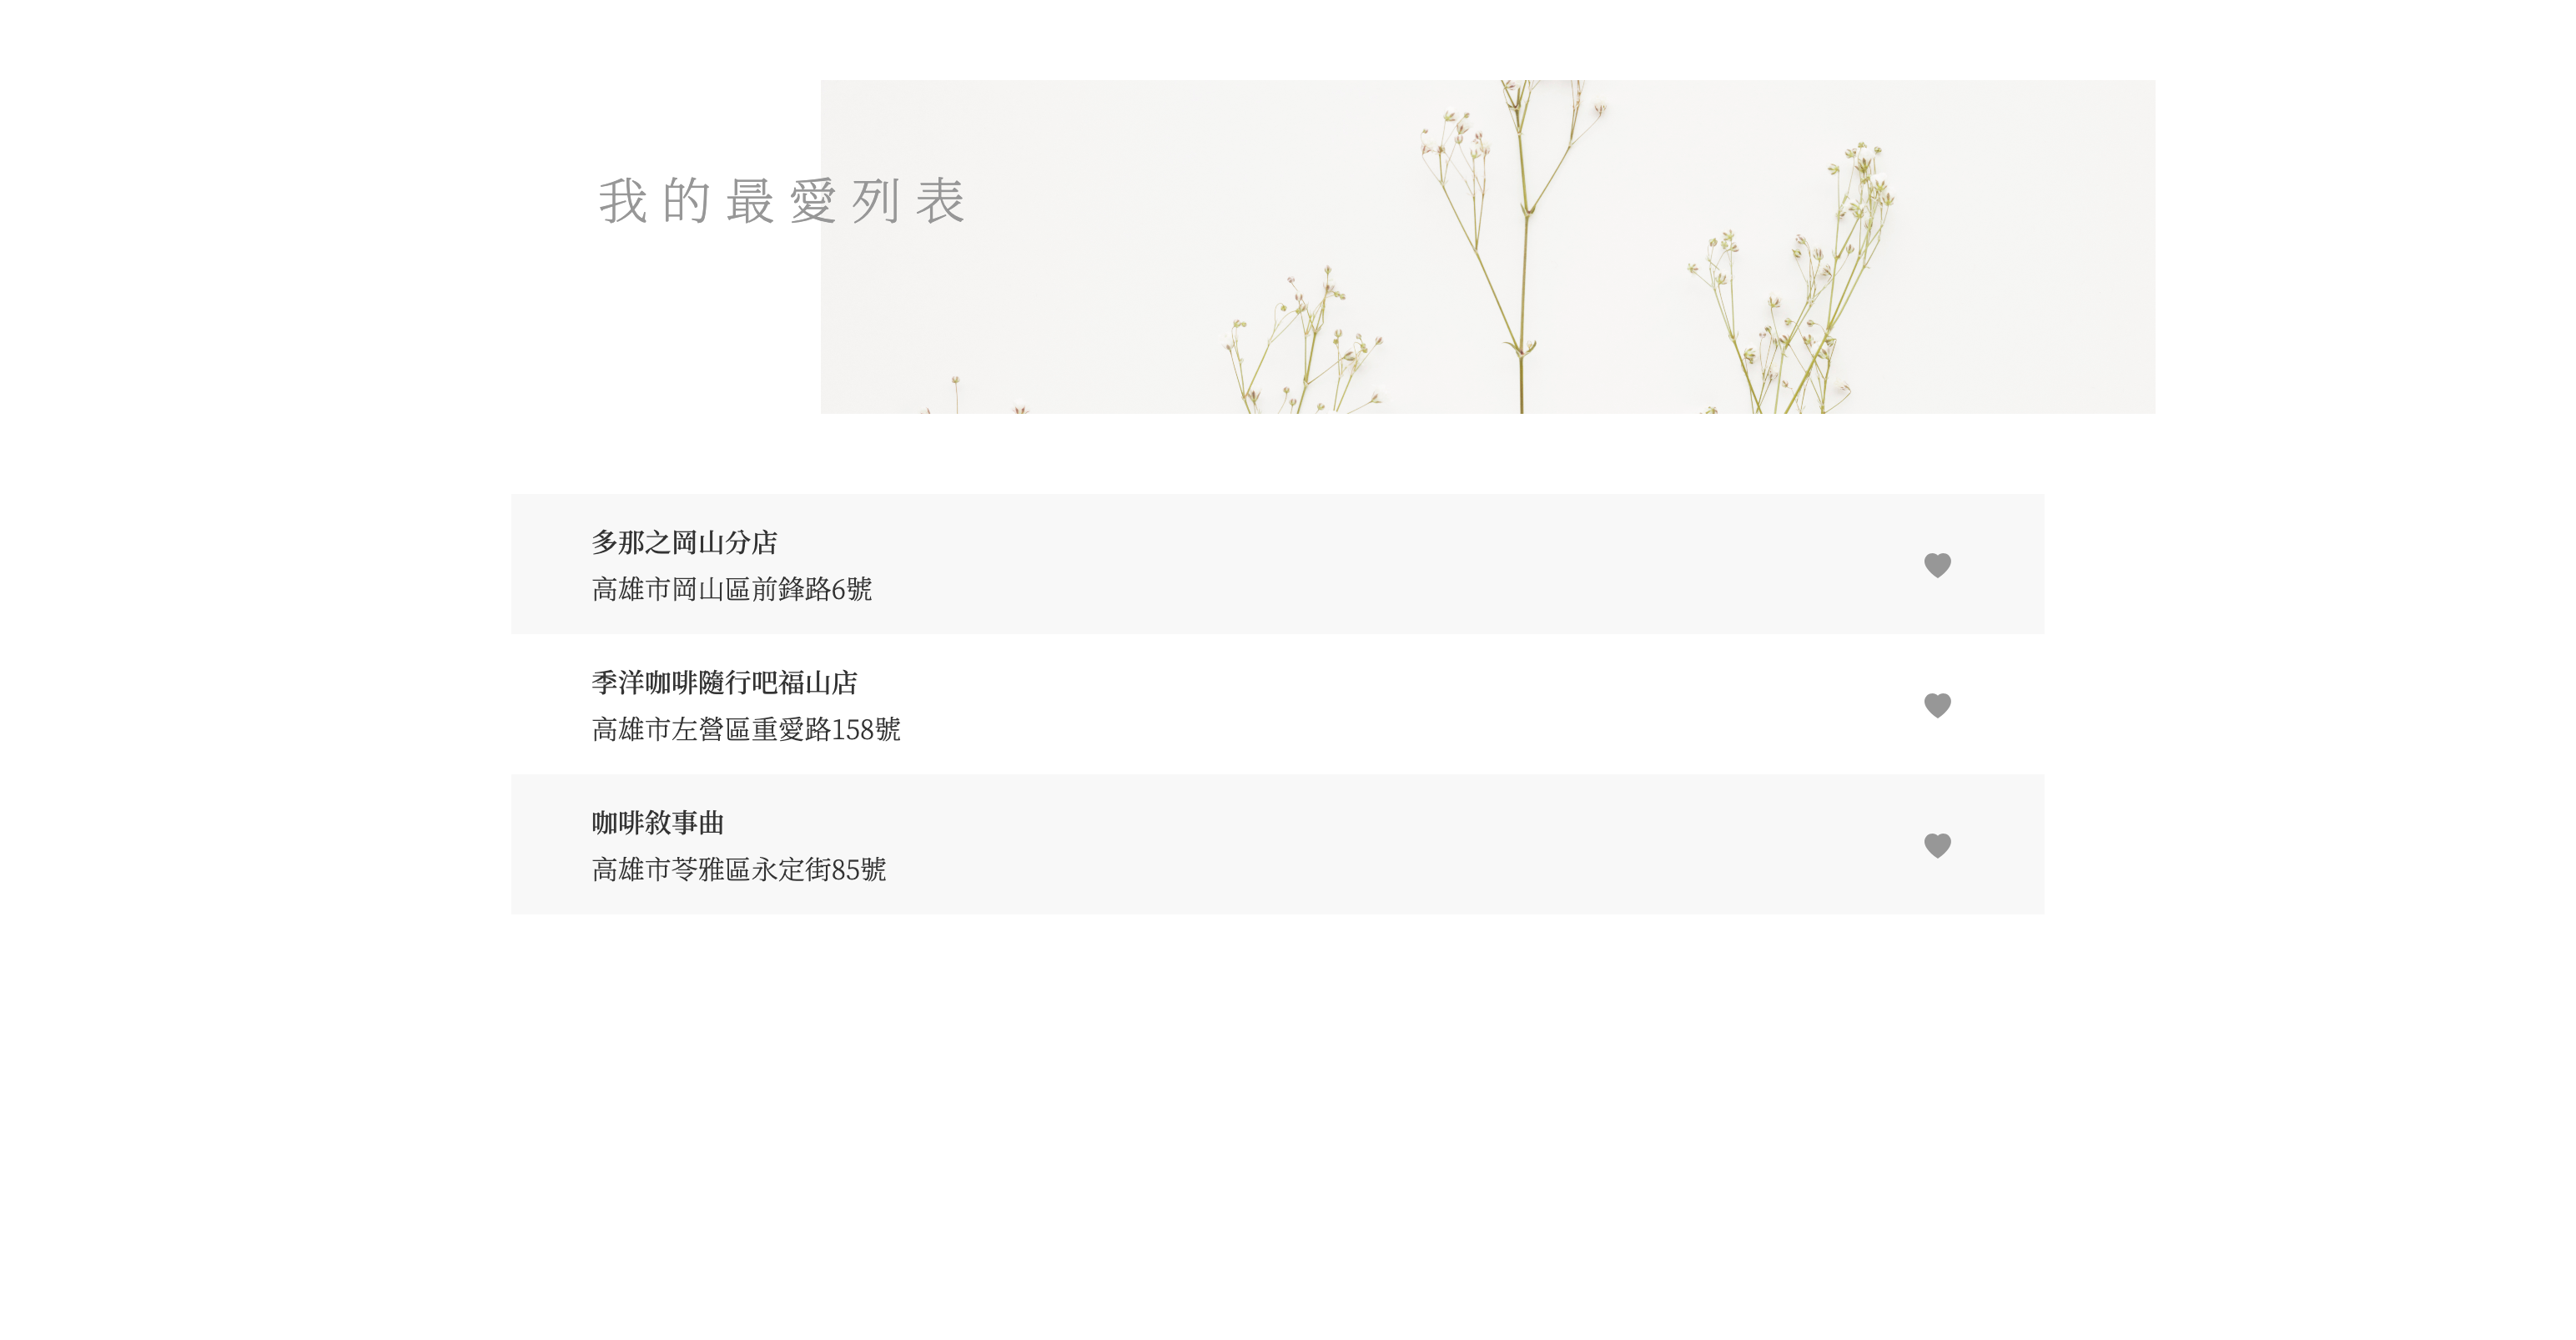 我的最愛列表
多那之岡山分店
高雄市岡山區前鋒路6號
季洋咖啡隨行吧福山店
高雄市左營區重愛路158號
咖啡敘事曲
高雄市苓雅區永定街85號